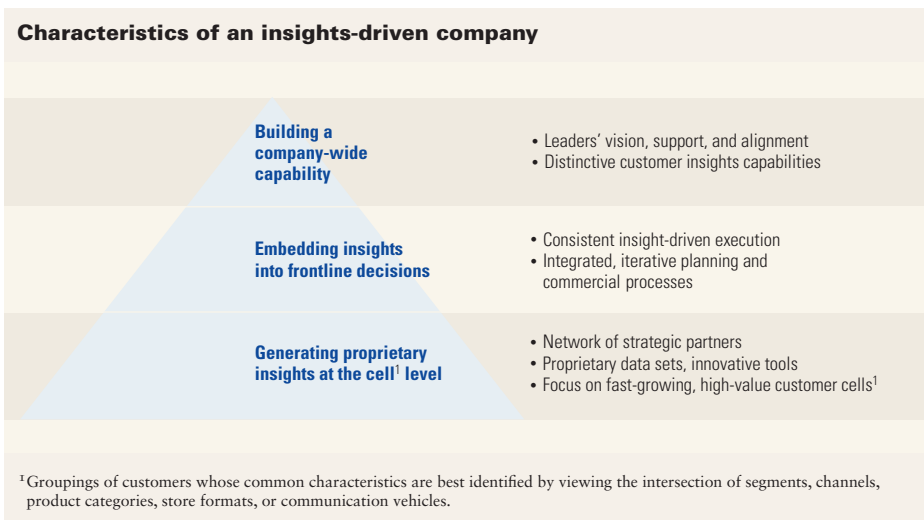 Characteristics of an insights-driven company
Building a
company-wide
capability
• Leaders’ vision, support, and alignment
• Distinctive customer insights capabilities
Embedding insights
into frontline decisions
• Consistent insight-driven execution
• Integrated, iterative planning and
commercial processes
Generating proprietary
insights at the cell¹ level
• Network of strategic partners
• Proprietary data sets, innovative tools
• Focus on fast-growing, high-value customer cells¹
¹Groupings of customers whose common characteristics are best identified by viewing the intersection of segments, channels,
product categories, store formats, or communication vehicles.